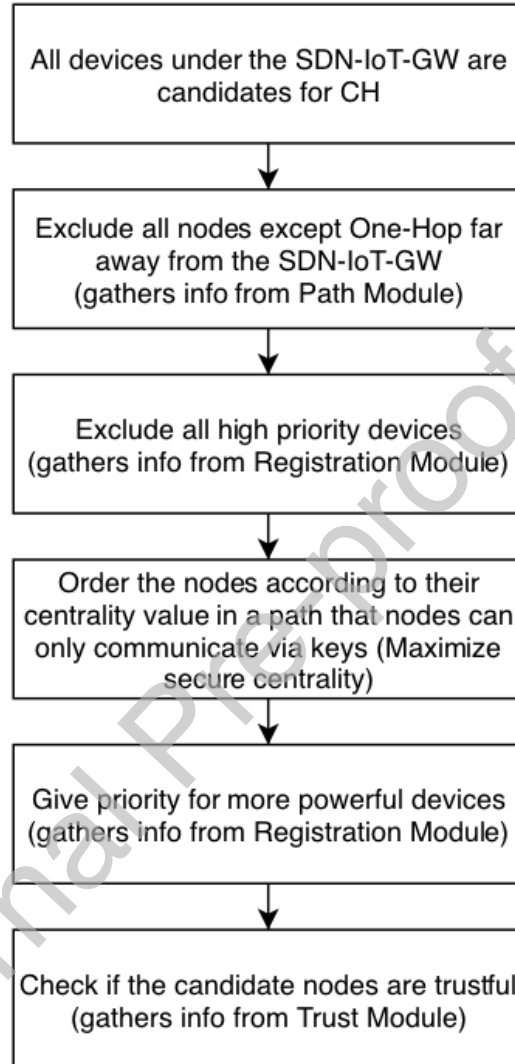 All devices under the SDN-IoT-GW are
candidates for CH
Exclude all nodes except One-Hop far
away from the SDN-IoT-GW
(gathers info from Path Module)
Exclude all high priority devices
(gathers info from Registration Module)
Order the nodes according to their
centrality value in a path that nodes can
only communicate via keys (Maximize
secure centrality)
Give priority for more powerful devices
(gathers info from Registration Module)
Check if the candidate nodes are trustful
(gathers info from Trust Module)
nal Pre-proof